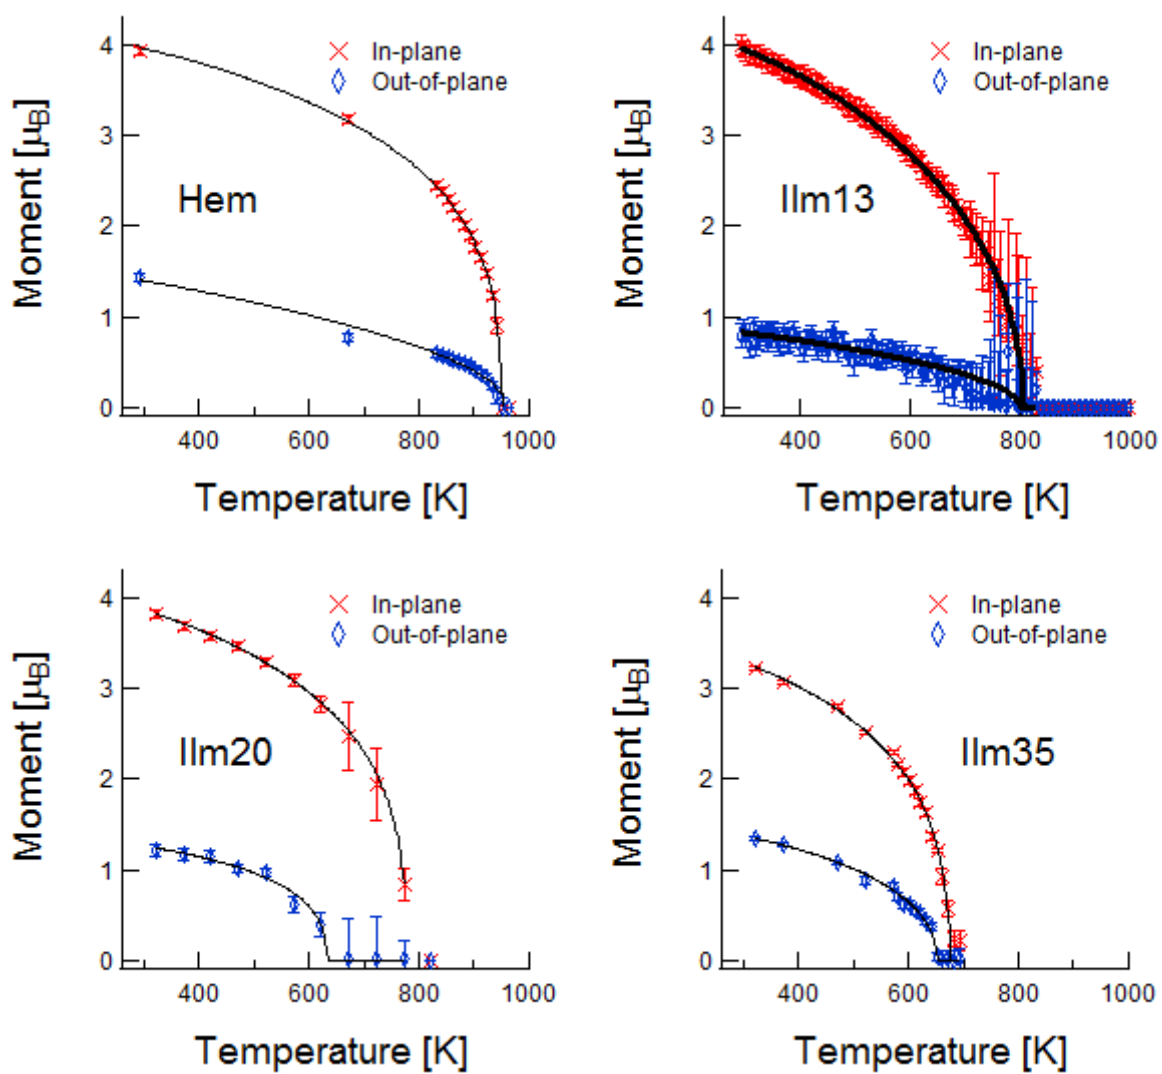 4
3
2
1
0
Moment [μB]
In-plane
Out-of-plane
Hem
400
600
800
1000
Temperature [K]
4
3
2
1
0
Moment [μB]
In-plane
Out-of-plane
Ilm13
400
600
800
1000
Temperature [K]
4
3
2
1
0
Moment [μB]
In-plane
Out-of-plane
Ilm20
400
600
800
1000
Temperature [K]
4
3
2
1
0
Moment [μB]
In-plane
Out-of-plane
Ilm35
400
600
800
1000
Temperature [K]